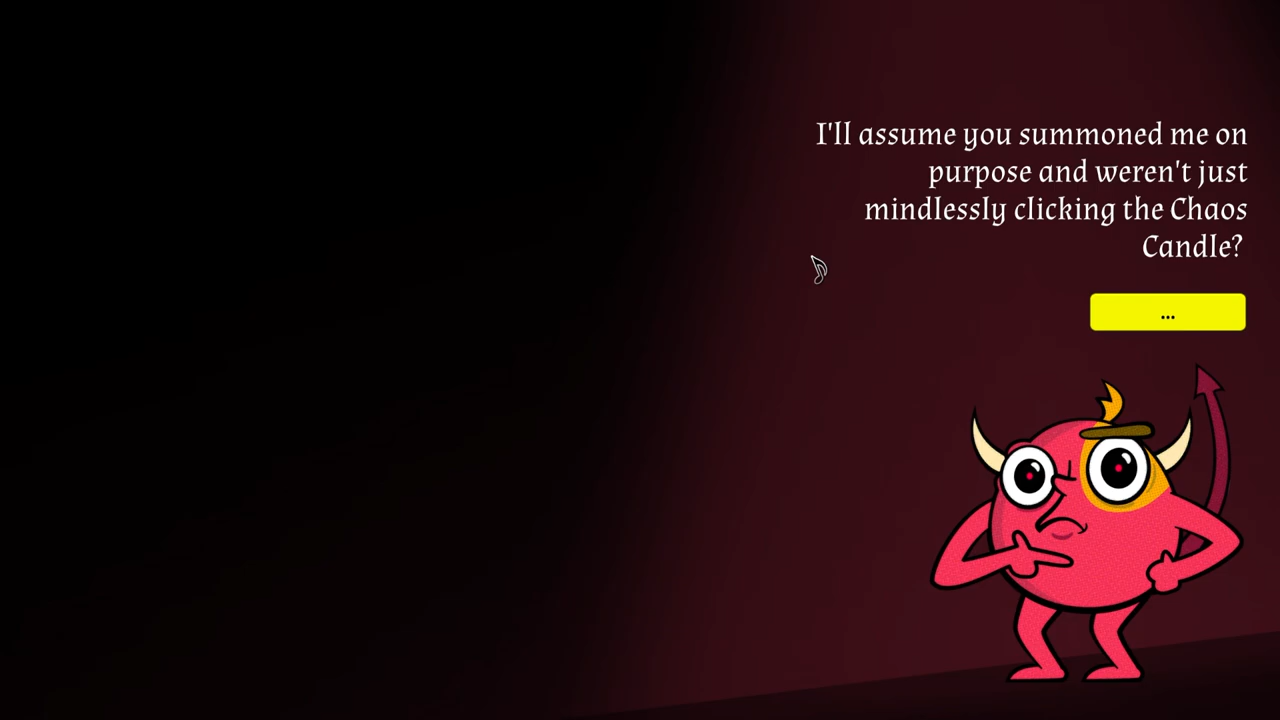 I'll assume you summoned me on
purpose and weren't just
mindlessly clicking the Chaos
Candle?
...